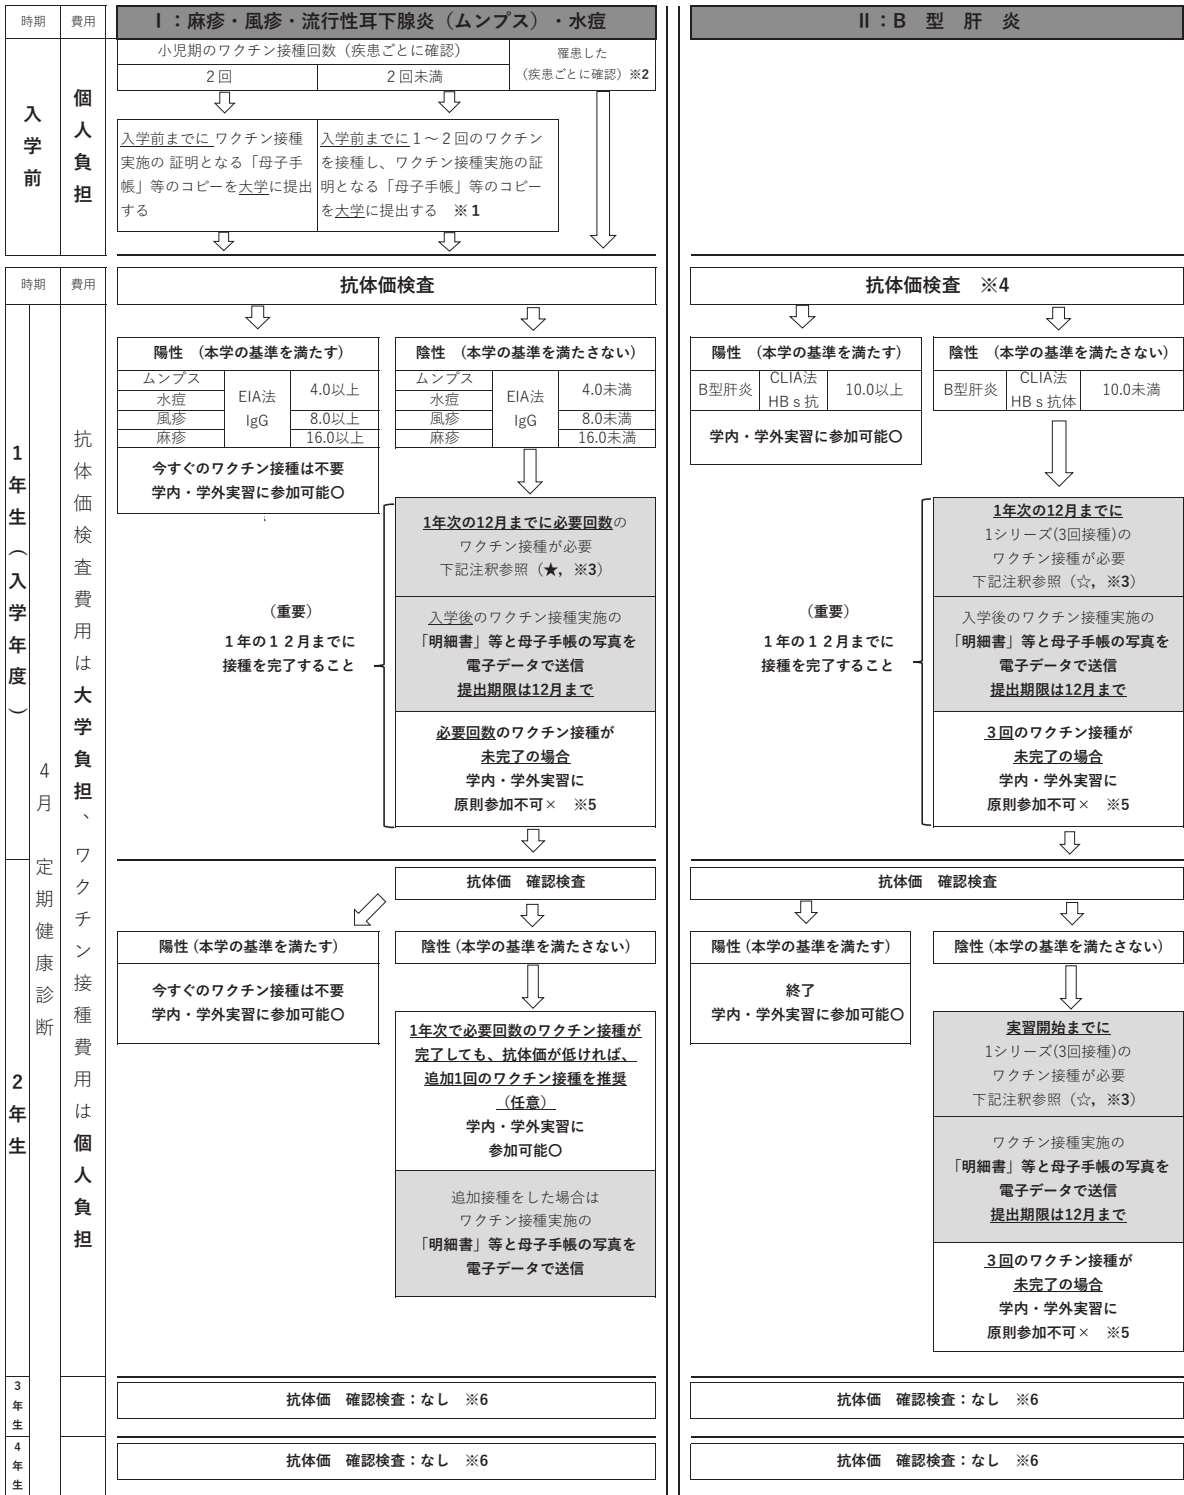 時期
費用
Ⅰ：麻疹・風疹・流行性耳下腺炎（ムンプス）・水痘
Ⅱ：B 型 肝 炎
入学前
個人負担
小児期のワクチン接種回数（疾患ごとに確認）
罹患した
（疾患ごとに確認）※2
２回
２回未満
入学前までに ワクチン接種
実施の 証明となる「母子手
帳」等のコピーを大学に提出
する
入学前までに１～２回のワクチン
を接種し、ワクチン接種実施の証
明となる「母子手帳」等のコピー
を大学に提出する ※１
時期
費用
1年生（入学年度）
2年生
3年生
4年生
4月 定期健康診断
抗体価検査費用は大学負担、ワクチン接種費用は個人負担
抗体価検査
陽性 （本学の基準を満たす）
ムンプス
水痘
風疹
麻疹
EIA法
IgG
4.0以上
8.0以上
16.0以上
今すぐのワクチン接種は不要
学内・学外実習に参加可能〇
陰性 （本学の基準を満たさない）
ムンプス
水痘
風疹
麻疹
EIA法
IgG
4.0未満
8.0未満
16.0未満
1年次の12月までに必要回数の
ワクチン接種が必要
下記注釈参照（★，※3）
入学後のワクチン接種実施の
「明細書」等と母子手帳の写真を
電子データで送信
提出期限は12月まで
必要回数のワクチン接種が
未完了の場合
学内・学外実習に
原則参加不可× ※5
（重要）
１年の１２月までに
接種を完了すること
抗体価 確認検査
陽性 (本学の基準を満たす)
今すぐのワクチン接種は不要
学内・学外実習に参加可能〇
陰性 (本学の基準を満たさない)
1年次で必要回数のワクチン接種が
完了しても、抗体価が低ければ、
追加1回のワクチン接種を推奨
（任意）
学内・学外実習に
参加可能〇
追加接種をした場合は
ワクチン接種実施の
「明細書」等と母子手帳の写真を
電子データで送信
抗体価 確認検査：なし ※6
抗体価 確認検査：なし ※6
抗体価検査 ※4
陽性 （本学の基準を満たす）
B型肝炎
CLIA法
HBｓ抗
10.0以上
学内・学外実習に参加可能〇
陰性 （本学の基準を満たさない）
B型肝炎
CLIA法
HBｓ抗体
10.0未満
1年次の12月までに
1シリーズ(3回接種)の
ワクチン接種が必要
下記注釈参照（☆，※3）
入学後のワクチン接種実施の
「明細書」等と母子手帳の写真を
電子データで送信
提出期限は12月まで
３回のワクチン接種が
未完了の場合
学内・学外実習に
原則参加不可× ※5
（重要）
１年の１２月までに
接種を完了すること
抗体価 確認検査
陽性 (本学の基準を満たす)
終了
学内・学外実習に参加可能〇
陰性 (本学の基準を満たさない)
実習開始までに
1シリーズ(3回接種)の
ワクチン接種が必要
下記注釈参照（☆，※3）
ワクチン接種実施の
「明細書」等と母子手帳の写真を
電子データで送信
提出期限は12月まで
３回のワクチン接種が
未完了の場合
学内・学外実習に
原則参加不可× ※5
抗体価 確認検査：なし ※6
抗体価 確認検査：なし ※6